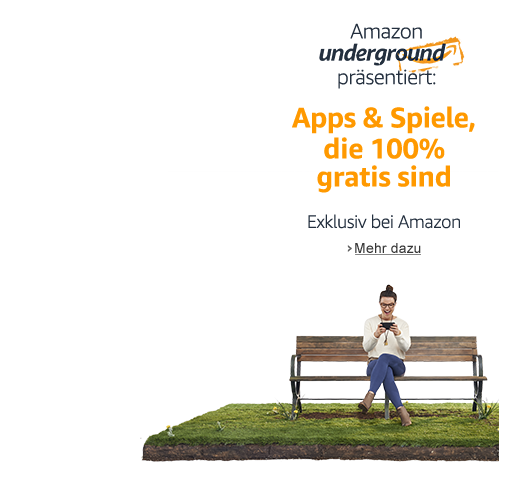 Amazon
underground
präsentiert:
Apps & Spiele,
die 100%
gratis sind
Exklusiv bei Amazon
› Mehr dazu